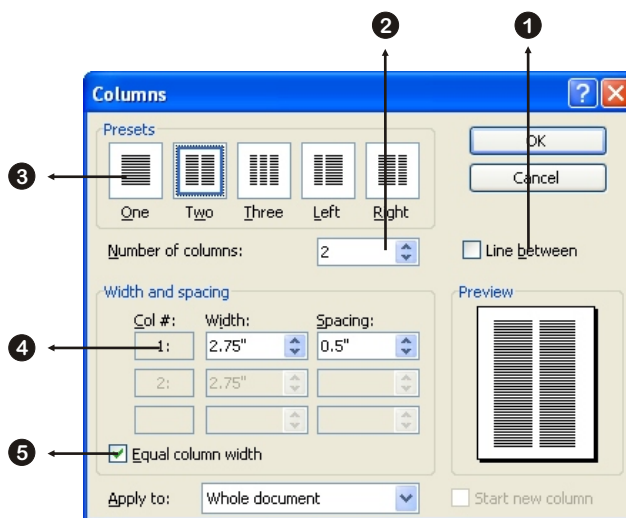 2 1
Columns ?
Presets
OK
Cancel
3
One Two Three Left Right
Number of columns: 2 Line between
Width and spacing Preview
Col #: Width: Spacing:
4 1: 2.75" 0.5"
2: 2.75"
5 Equal column width
Apply to: Whole document Start new column